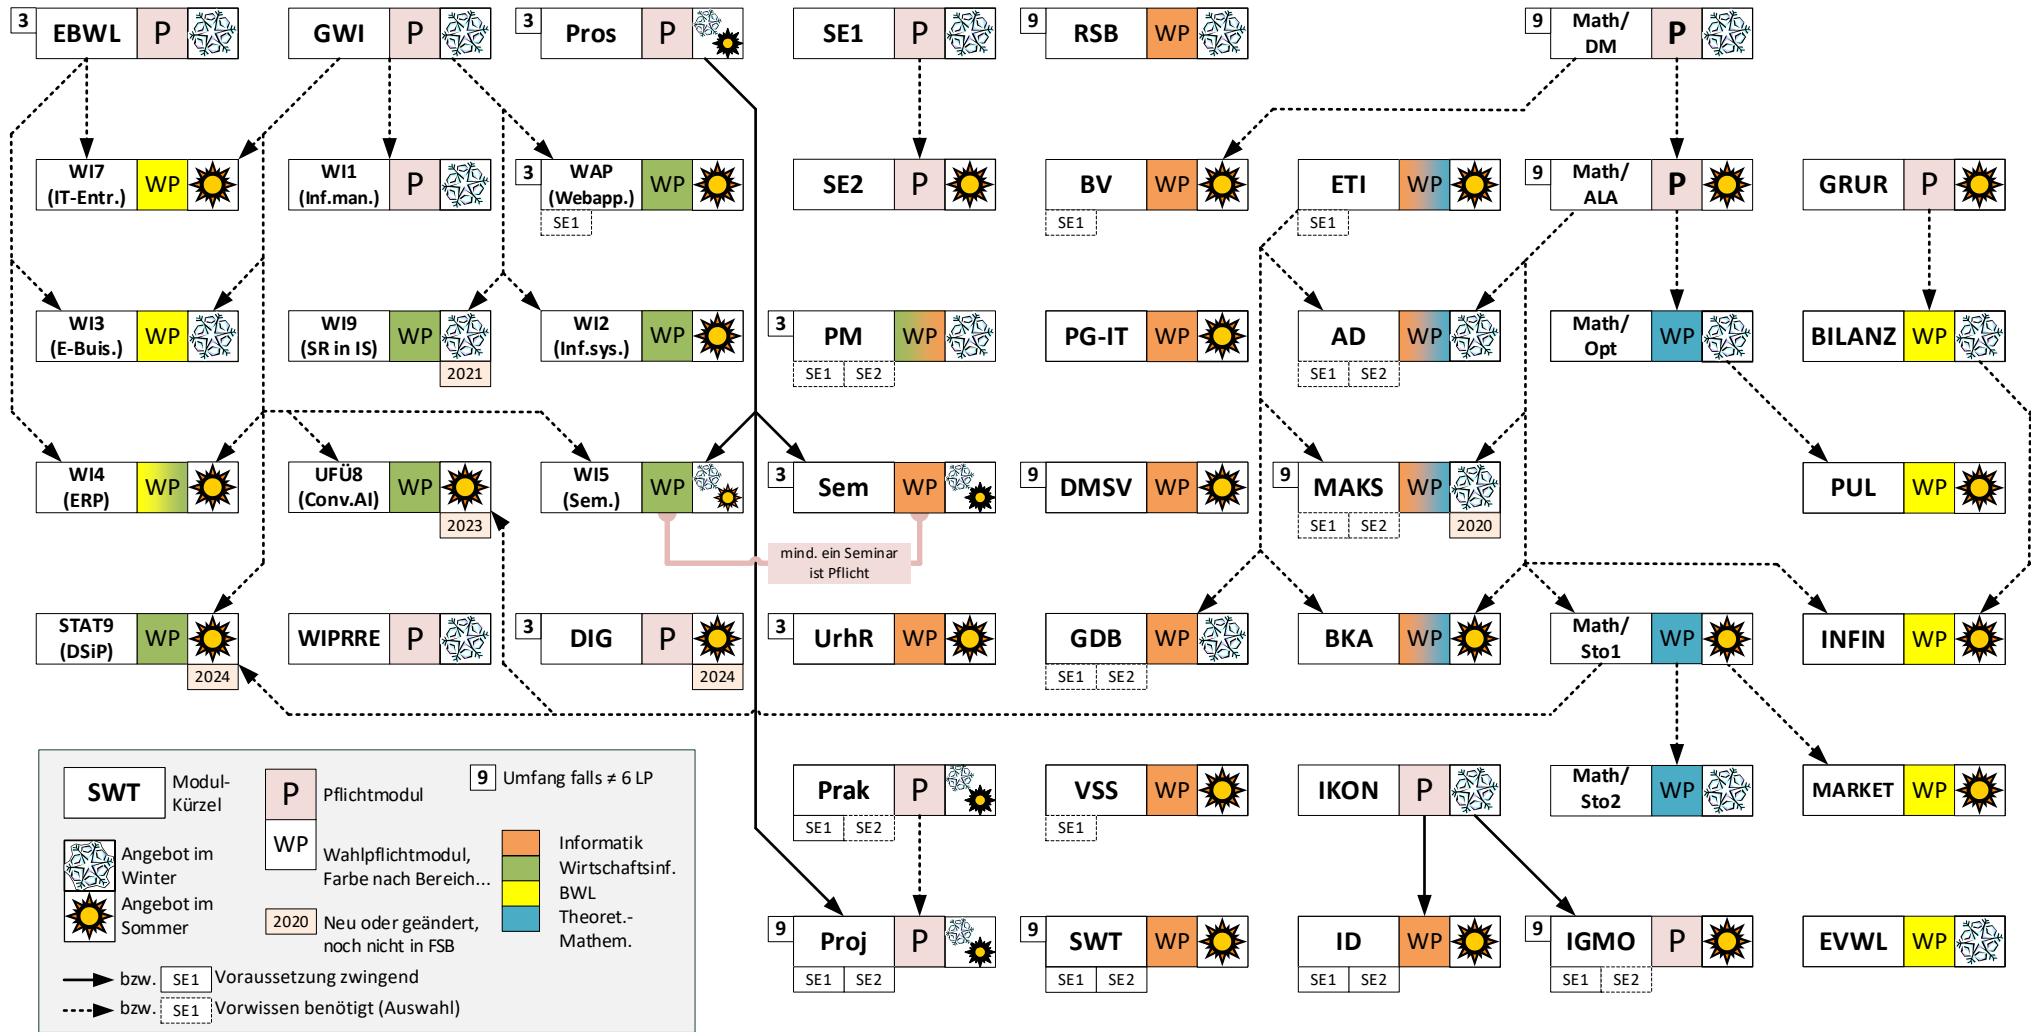 3 EBWL P
GWI P
3 Pros P
SE1 P
9 RSB WP
9 Math/
DM P
WI7
(IT-Entr.) WP
WI1
(Inf.man.) P
3 WAP
(Webapp.) WP
SE1
SE2 P
BV WP
SE1
ETI WP
SE1
9 Math/
ALA P
GRUR P
WI3
(E-Buis.) WP
WI9
(SR in IS) WP
2021
WI2
(Inf.sys.) WP
3 PM WP
SE1 SE2
PG-IT WP
AD WP
SE1 SE2
Math/
Opt WP
BILANZ WP
WI4
(ERP) WP
UFÜ8
(Conv.AI) WP
2023
WI5
(Sem.) WP
3 Sem WP
mind. ein Seminar
ist Pflicht
9 DMSV WP
9 MAKS WP
SE1 SE2 2020
PUL WP
STAT9
(DSiP) WP
2024
WIPRRE P
3 DIG P
2024
3 UrhR WP
GDB WP
SE1 SE2
BKA WP
Math/
Sto1 WP
INFIN WP
Prak P
SE1 SE2
VSS WP
SE1
IKON P
Math/
Sto2 WP
MARKET WP
9 Proj P
SE1 SE2
9 SWT WP
SE1 SE2
ID WP
SE1 SE2
9 IGMO P
SE1 SE2
EVWL WP
SWT Modul-
Kürzel
Angebot im
Winter
Angebot im
Sommer
P Pflichtmodul
WP Wahlpflichtmodul,
Farbe nach Bereich...
2020 Neu oder geändert,
noch nicht in FSB
9 Umfang falls ≠ 6 LP
Informatik
Wirtschaftsinf.
BWL
Theoret.-
Mathem.
bzw. SE1 Voraussetzung zwingend
bzw. SE1 Vorwissen benötigt (Auswahl)